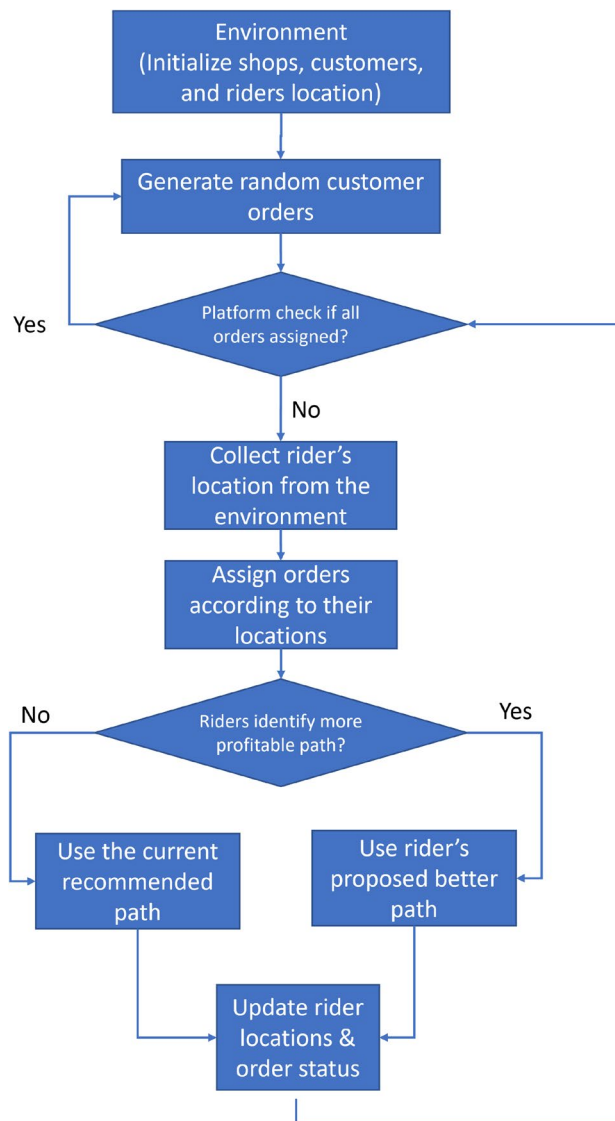 Environment
(Initialize shops, customers,
and riders location)
Generate random customer
orders
Platform check if all
orders assigned?
Yes
No
Collect rider's
location from the
environment
Assign orders
according to their
locations
Riders identify more
profitable path?
No
Yes
Use the current
recommended
path
Use rider's
proposed better
path
Update rider
locations &
order status